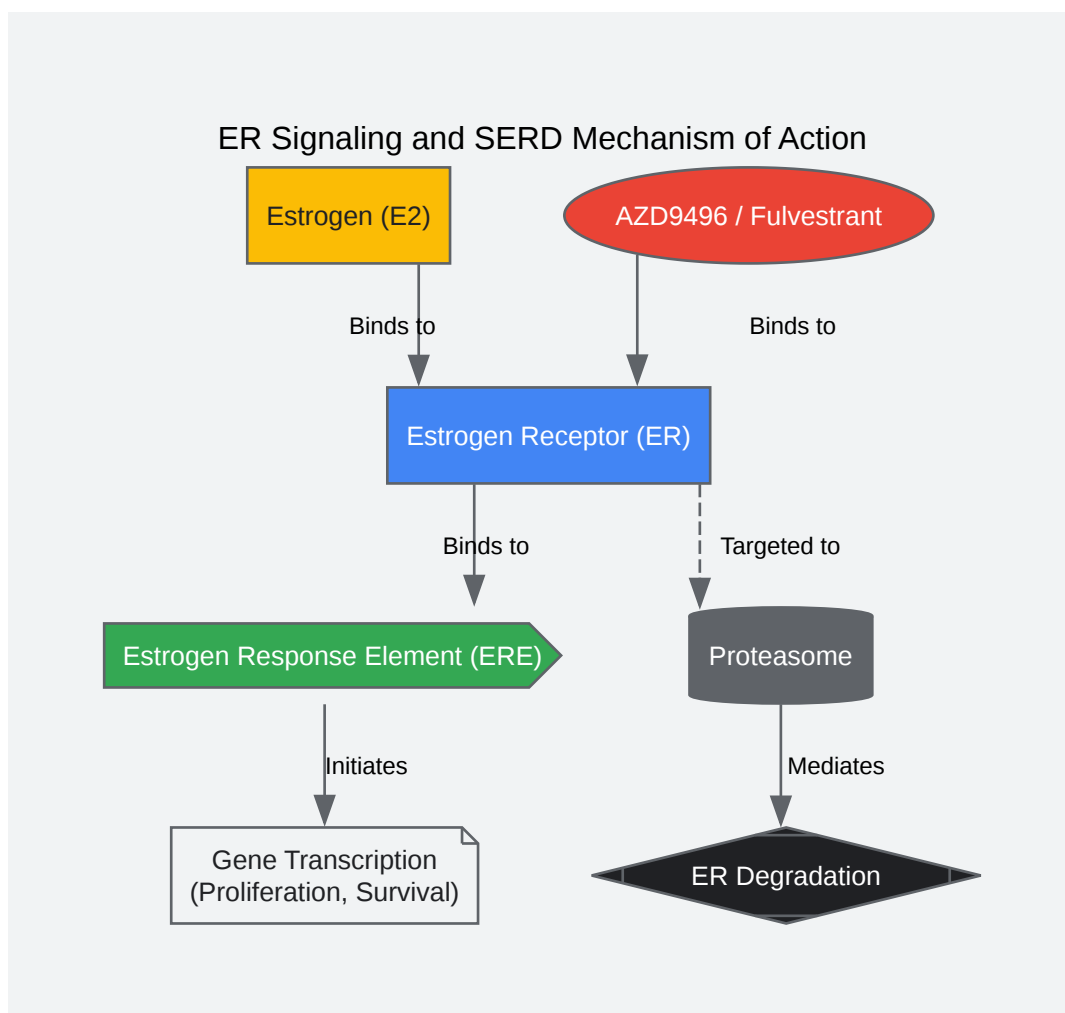 ER Signaling and SERD Mechanism of Action
Estrogen (E2)
AZD9496 / Fulvestrant
Binds to
Binds to
Estrogen Receptor (ER)
Binds to
Targeted to
Estrogen Response Element (ERE)
Proteasome
Initiates
Mediates
Gene Transcription
(Proliferation, Survival)
ER Degradation